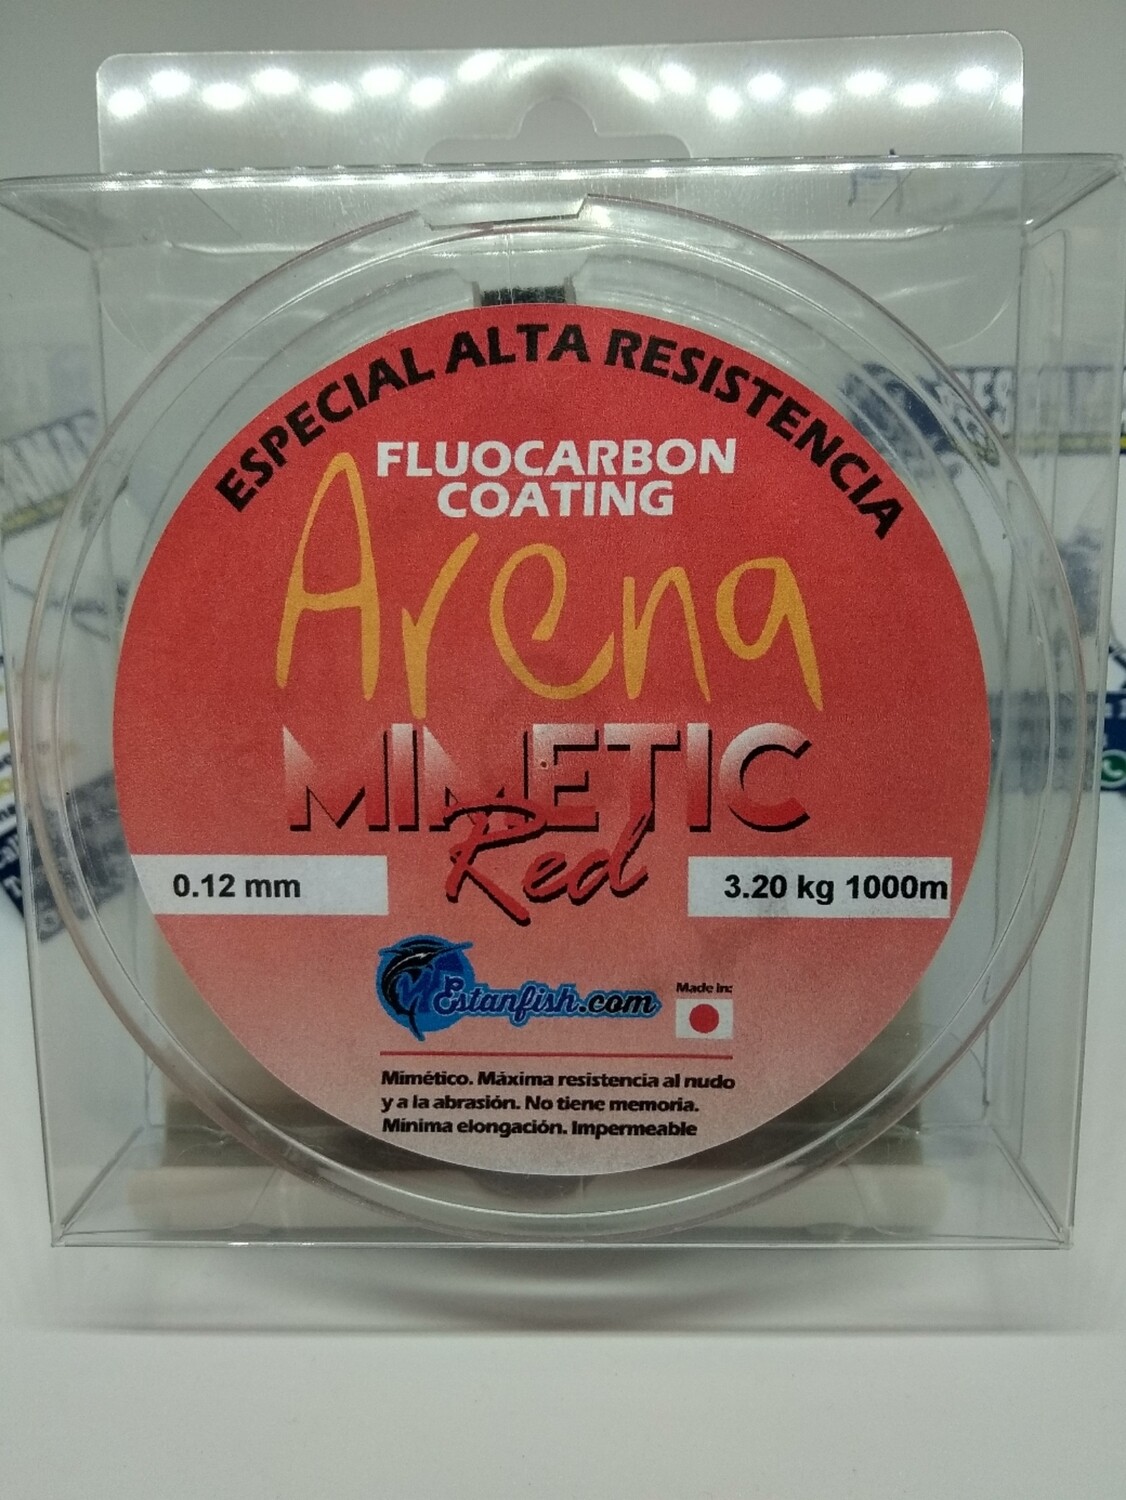 ESPECIAL ALTA RESISTENCIA
FLUOCARBON
COATING
Arena
MIMETIC
Red
0.12 mm
3.20 kg 1000m
Estanfish.com
Made in:
Mimético. Máxima resistencia al nudo
y a la abrasión. No tiene memoria.
Mínima elongación. Impermeable